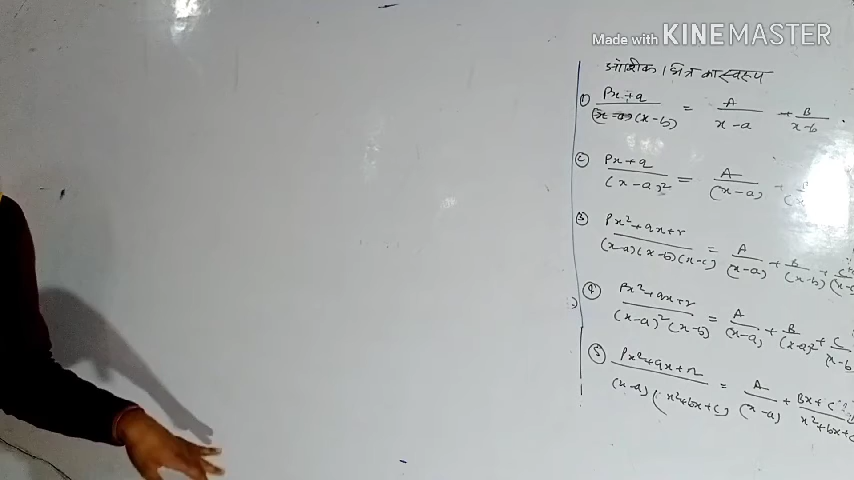 Made with KINEMASTER
आंशिक भिन्न का स्वरूप
① Px+q / (x-a)(x-b) = A / x-a + B / x-b
② Px+q / (x-a)² = A / (x-a) +
③ Px²+qx+r / (x-a)(x-b)(x-c) = A / (x-a) + B / (x-b) + C
④ Px²+qx+r / (x-a)²(x-b) = A / (x-a) + B / (x-a)² + C / (x-b
⑤ Px²+qx+r / (x-a)(x²+bx+c) = A / (x-a) + Bx+c / x²+bx+c